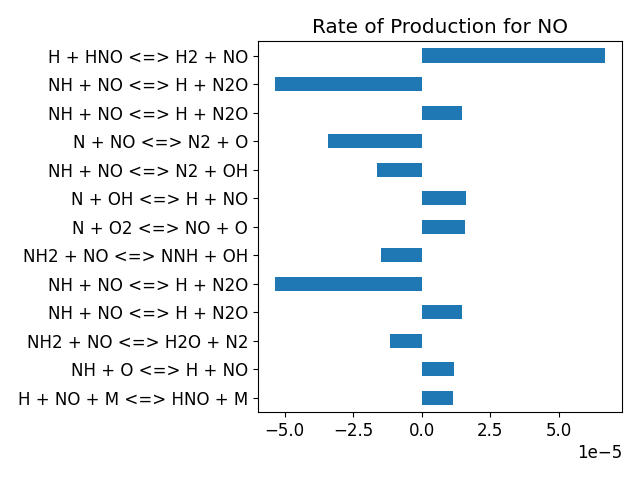 Rate of Production for NO
H + HNO <=> H2 + NO
NH + NO <=> H + N2O
NH + NO <=> H + N2O
N + NO <=> N2 + O
NH + NO <=> N2 + OH
N + OH <=> H + NO
N + O2 <=> NO + O
NH2 + NO <=> NNH + OH
NH + NO <=> H + N2O
NH + NO <=> H + N2O
NH2 + NO <=> H2O + N2
NH + O <=> H + NO
H + NO + M <=> HNO + M
−5.0 −2.5 0.0 2.5 5.0
1e−5